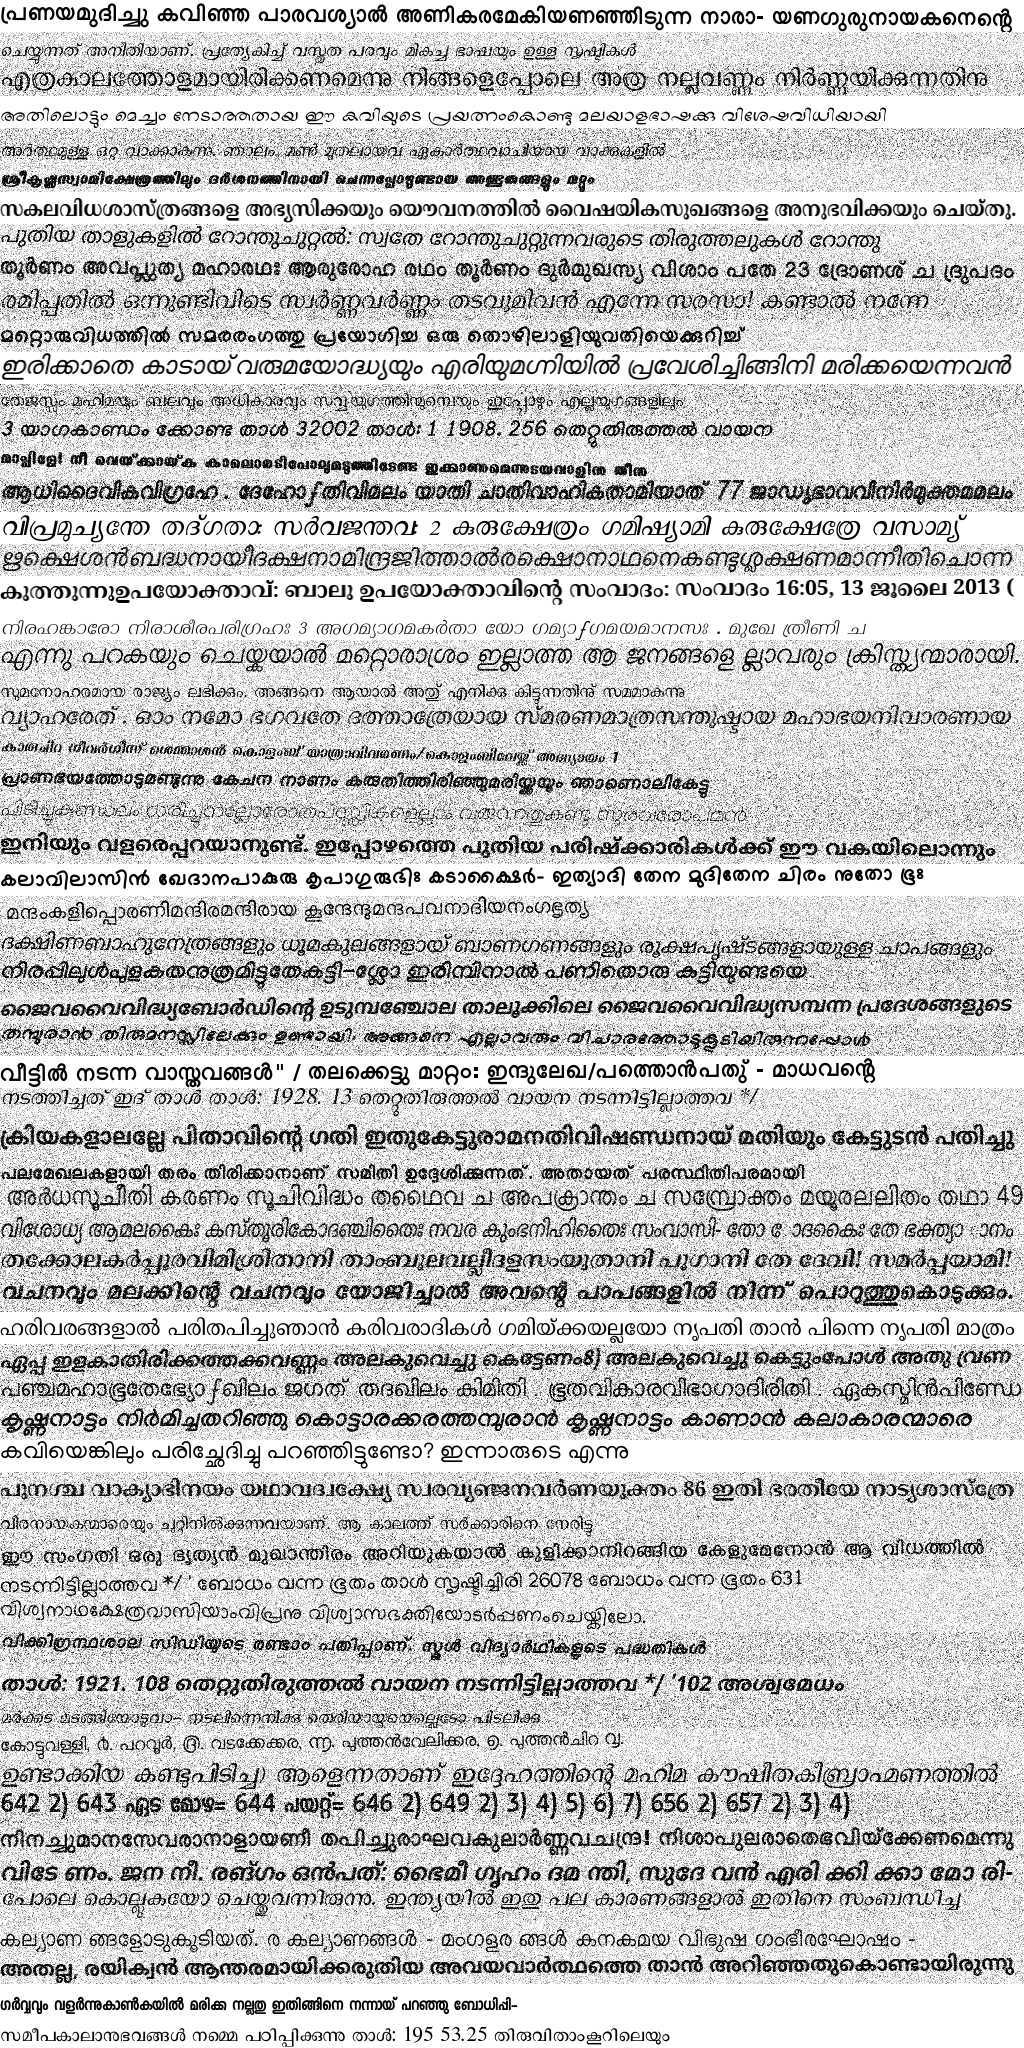 പ്രണയമുദിച്ചു കവിഞ്ഞ പാരവശ്യാൽ അണികരമേകിയണഞ്ഞിടുന്ന നാരാ- യണഗുരുനായകനെന്റെ
ചെയ്യുന്നത് അനീതിയാണ്. പ്രത്യേകിച്ച് വസ്തുത പരവും മികച്ച ഭാഷയും ഉള്ള സൃഷ്ടികൾ
എത്രകാലത്തോളമായിരിക്കണമെന്നു നിങ്ങളെപ്പോലെ അത്ര നല്ലവണ്ണം നിർണ്ണയിക്കുന്നതിനു
അതിലൊട്ടും മെച്ചം നേടാത്തതായ ഈ കവിയുടെ പ്രയത്നംകൊണ്ടു മലയാളഭാഷക്കു വിശേഷവിധിയായി
അർത്ഥമുള്ള ഒറ്റ വാക്കാകുന്നു. ഞാലം, മൺ മുതലായവ ഏകാർത്ഥവാചിയായ വാക്കുകളിൽ
ശ്രീകൃഷ്ണസ്വാമിക്ഷേത്രത്തിലും ദർശനത്തിനായി ചെന്നപ്പോഴുണ്ടായ അത്ഭുതങ്ങളും മറ്റും
സകലവിധശാസ്ത്രങ്ങളെ അഭ്യസിക്കയും യൌവനത്തിൽ വൈഷയികസുഖങ്ങളെ അനുഭവിക്കയും ചെയ്തു.
പുതിയ താളുകളിൽ റോന്തുചുറ്റൽ: സ്വതേ റോന്തുചുറ്റുന്നവരുടെ തിരുത്തലുകൾ റോന്തു
തൂർണം അവപ്ലുത്യ മഹാരഥഃ ആരുരോഹ രഥം തൂർണം ദുർമുഖസ്യ വിശാം പതേ 23 ദ്രോണശ് ച ദ്രുപദം
രമിപ്പതിൽ ഒന്നുണ്ടിവിടെ സ്വർണ്ണവർണ്ണം തടവുമിവൻ എന്നേ സരസാ! കണ്ടാൽ നന്നേ
മറ്റൊരുവിധത്തിൽ സമരരംഗത്തു പ്രയോഗിച്ച ഒരു തൊഴിലാളിയുവതിയെക്കുറിച്ച്
ഇരിക്കാതെ കാടായ് വരുമയോദ്ധ്യയും എരിയുമഗ്നിയിൽ പ്രവേശിച്ചിങ്ങിനി മരിക്കയെന്നവൻ
തേജസ്സും മഹിമയും ബലവും അധികാരവും സർവ്വയുഗത്തിന്നുമുമ്പെയും ഇപ്പോഴും എല്ലായുഗങ്ങളിലും
3 യാഗകാണ്ഡം ക്കോണ്ട താൾ 32002 താൾ: 1 1908. 256 തെറ്റുതിരുത്തൽ വായന
മാപ്പിളേ! നീ വെയ്ക്കായ്ക കാലൊരടിപോലുമടുത്തിടേണ്ട ഇക്കാണുമെന്നുടയവാളിനു തീനു
ആധിദൈവികവിഗ്രഹേ . ദേഹോƒതിവിമലം യാതി ചാതിവാഹികതാമിയാത് 77 ജാഡ്യഭാവവിനിർമുക്തമമലം
വിപ്രമുച്യന്തേ തദ്ഗതാഃ സർവജന്തവഃ 2 കുരുക്ഷേത്രം ഗമിഷ്യാമി കുരുക്ഷേത്രേ വസാമ്യ്
ഋക്ഷെശൻബദ്ധനായീദക്ഷനാമിന്ദ്രജിത്താൽരക്ഷൊനാഥനെകണ്ടുശ്ലക്ഷണമാന്നീതിചൊന്ന
കുത്തുന്നുഉപയോക്താവ്: ബാലു ഉപയോക്താവിന്റെ സംവാദം: സംവാദം 16:05, 13 ജൂലൈ 2013 (
നിരഹങ്കാരോ നിരാശീരപരിഗ്രഹഃ 3 അഗമ്യാഗമകർതാ യോ ഗമ്യാƒഗമയമാനസഃ . മുഖേ ത്രീണി ച
എന്നു പറകയും ചെയ്കയാൽ മറ്റൊരാശ്രം ഇല്ലാത്ത ആ ജനങ്ങളെ ല്ലാവരും ക്രിസ്ത്യന്മാരായി.
സുമനോഹരമായ രാജ്യം ലഭിക്കും. അങ്ങനെ ആയാൽ അതു് എനിക്കു കിട്ടുന്നതിനു് സമമാകുന്നു
വ്യാഹരേത് . ഓം നമോ ഭഗവതേ ദത്താത്രേയായ സ്മരണമാത്രസന്തുഷ്ടായ മഹാഭയനിവാരണായ
കാരുചിറ നീവർഗീസ് ശെമ്മാശൻ കൊളംബ് യാത്രാവിവരണം/കൊളംബിലേയ്ക്ക് അദ്ധ്യായം 1
പ്രാണഭയത്തോടുമണ്ടുന്നു കേചന നാണം കരുതിത്തിരിഞ്ഞുമരിയ്ക്കയും ഞാണൊലികേട്ടു
ഇനിയും വളരെപ്പറയാനുണ്ട്. ഇപ്പോഴത്തെ പുതിയ പരിഷ്ക്കാരികൾക്ക് ഈ വകയിലൊന്നും
കലാവിലാസിൻ ഖേദാനപാകുരു കൃപാഗുരുഭിഃ കടാക്ഷൈർ- ഇത്യാദി തേന മുദിതേന ചിരം നുതോ ഭൂഃ
മന്ദംകളിപ്പൊരണിമന്ദിരമന്ദിരായ കൂന്ദേന്ദുമന്ദപവനാദിയനംഗഭൃത്യ
ദക്ഷിണബാഹുനേത്രങ്ങളും ധൂമകുലങ്ങളായ് ബാണഗണങ്ങളും രൂക്ഷപൃഷ്ടങ്ങളായുള്ള ചാപങ്ങളും
നിരപ്പിലുൾപുളകതനുത്രമിട്ടുതേകട്ടി–ശ്ലോ ഇരിമ്പിനാൽ പണിതൊരു കട്ടിയുണ്ടയെ
ജൈവവൈവിദ്ധ്യബോർഡിന്റെ ഉടുമ്പഞ്ചോല താലൂക്കിലെ ജൈവവൈവിദ്ധ്യസമ്പന്ന പ്രദേശങ്ങളുടെ
തമ്പുരാൻ തിരുമനസ്സിലേക്കും ഉണ്ടായി; അങ്ങനെ എല്ലാവരും വിചാരത്തോടുകൂടിയിരുന്നപ്പോൾ
വീട്ടിൽ നടന്ന വാസ്തവങ്ങൾ" / തലക്കെട്ടു മാറ്റം: ഇന്ദുലേഖ/പത്തൊൻപതു് - മാധവന്റെ
നടത്തിച്ചത് ഇദ് താൾ താൾ: 1928. 13 തെറ്റുതിരുത്തൽ വായന നടന്നിട്ടില്ലാത്തവ */
ക്രിയകളാലല്ലേ പിതാവിന്റെ ഗതി ഇതുകേട്ടുരാമനതിവിഷണ്ഡനായ് മതിയും കേട്ടുടൻ പതിച്ചു
പലമേഖലകളായി തരം തിരിക്കാനാണ് സമിതി ഉദ്ദേശിക്കുന്നത്. അതായത് പരസ്ഥിതിപരമായി
അർധസൂചീതി കരണം സൂചിവിദ്ധം തഥൈവ ച അപക്രാന്തം ച സമ്പ്രോക്തം മയൂരലലിതം തഥാ 49
വിശോധ്യ ആമലകൈഃ കസ്തൂരികോദഞ്ചിതൈഃ നവര കുംഭനിഹിതൈഃ സംവാസി- തോ
തക്കോലകർപ്പൂരവിമിശ്രിതാനി താംബൂലവല്ലീദളസംയുതാനി പൂഗാനി തേ ദേവി! സമർപ്പയാമി!
വചനവും മലക്കിന്റെ വചനവും യോജിച്ചാൽ അവന്റെ പാപങ്ങളിൽ നിന്ന് പൊറുത്തുകൊടുക്കും.
ഹരിവരങ്ങളാൽ പരിതപിച്ചുഞാൻ കരിവരാദികൾ ഗമിയ്ക്കയല്ലയോ നൃപതി താൻ പിന്നെ നൃപതി മാത്രം
ഏപ്പ ഇളകാതിരിക്കത്തക്കവണ്ണം അലകുവെച്ചു കെട്ടേണം8) അലകുവെച്ചു കെട്ടുംപോൾ അതു വ്രണ
പഞ്ചമഹാഭൂതേഭ്യോƒഖിലം ജഗത് തദഖിലം കിമിതി . ഭൂതവികാരവിഭാഗാദിരിതി . ഏകസ്മിൻപിണ്ഡേ
കൃഷ്ണനാട്ടം നിർമിച്ചതറിഞ്ഞു കൊട്ടാരക്കരത്തമ്പുരാൻ കൃഷ്ണനാട്ടം കാണാൻ കലാകാരന്മാരെ
കവിയെങ്കിലും പരിച്ഛേദിച്ചു പറഞ്ഞിട്ടുണ്ടോ? ഇന്നാരുടെ എന്നു
പുനശ്ച വാക്യാഭിനയം യഥാവദ്വക്ഷ്യേ സ്വരവ്യഞ്ജനവർണയുക്തം 86 ഇതി ഭരതീയേ നാട്യശാസ്ത്രേ
വീരനായകന്മാരെയും ചുറ്റിനിൽക്കുന്നവയാണ്. ആ കാലത്ത് സർക്കാരിനെ നേരിട്ടു
ഈ സംഗതി ഒരു ഭൃത്യൻ മുഖാന്തിരം അറിയുകയാൽ കുളിക്കാനിറങ്ങിയ കേളുമേനോൻ ആ വിധത്തിൽ
നടന്നിട്ടില്ലാത്തവ */ ' ബോധം വന്ന ഭൂതം താൾ സൃഷ്ടിച്ചിരി 26078 ബോധം വന്ന ഭൂതം 631
വിശ്വനാഥക്ഷേത്രവാസിയാംവിപ്രനു വിശ്വാസഭക്തിയോടർപ്പണംചെയ്കിലോ,
വിക്കിഗ്രന്ഥശാല സിഡിയുടെ രണ്ടാം പതിപ്പാണ്. സ്കൂൾ വിദ്യാർഥികളുടെ പദ്ധതികൾ
താൾ: 1921. 108 തെറ്റുതിരുത്തൽ വായന നടന്നിട്ടില്ലാത്തവ */ '102 അശ്വമേധം
മർക്കട മടങ്ങിയോടുവാ– നടലിന്നെനിക്കു തെരിയായുയെല്ലെടോ പിടലിക്കു
കോട്ടുവള്ളി, ൯. പറവൂർ, ൰. വടക്കേക്കര, ൡ. പുത്തൻവേലിക്കര, ൭. പുത്തൻചിറ വൃ.
ഉണ്ടാക്കിയ കണ്ടുപിടിച്ച) ആളെന്നതാണ് ഇദ്ദേഹത്തിന്റെ മഹിമ കൗഷിതകിബ്രാഹ്മണത്തിൽ
642 2) 643 ഏട മോഴ= 644 പയറ്റ്= 646 2) 649 2) 3) 4) 5) 6) 7) 656 2) 657 2) 3) 4)
നിനച്ചുമാനസേവരാനാളായണീ തപിച്ചുരാഘവകുലാർണ്ണവചന്ദ്ര! നിശാപുലരാതെഭവിയ്ക്കേണമെന്നു
വിടേ ണം. ജന നീ. രങ്ഗം ഒൻപത്: ഭൈമീ ഗൃഹം ദമ ന്തി, സുദേ വൻ ഏരി ക്കി ക്കാ മോ രി-
പോലെ കൊല്ലുകയോ ചെയ്തുവന്നിരുന്നു. ഇന്ത്യയിൽ ഇതു പല കാരണങ്ങളാൽ ഇതിനെ സംബന്ധിച്ച
കല്യാണ ങ്ങളോടുകൂടിയത്. ര കല്യാണങ്ങൾ - മംഗളര ങ്ങൾ കനകമയ വിഭുഷ ഗംഭീരഘോഷം -
അതല്ല, രയിക്വൻ ആന്തരമായിക്കരുതിയ അവയവാർത്ഥത്തെ താൻ അറിഞ്ഞതുകൊണ്ടായിരുന്നു
ഗർവ്വവും വളർന്നുകാൺകയിൽ മരിക്ക നല്ലതു ഇതിങ്ങിനെ നന്നായ് പറഞ്ഞു ബോധിപ്പി–
സമീപകാലാനുഭവങ്ങൾ നമ്മെ പഠിപ്പിക്കുന്നു താൾ: 195 53.25 തിരുവിതാംകൂറിലെയും